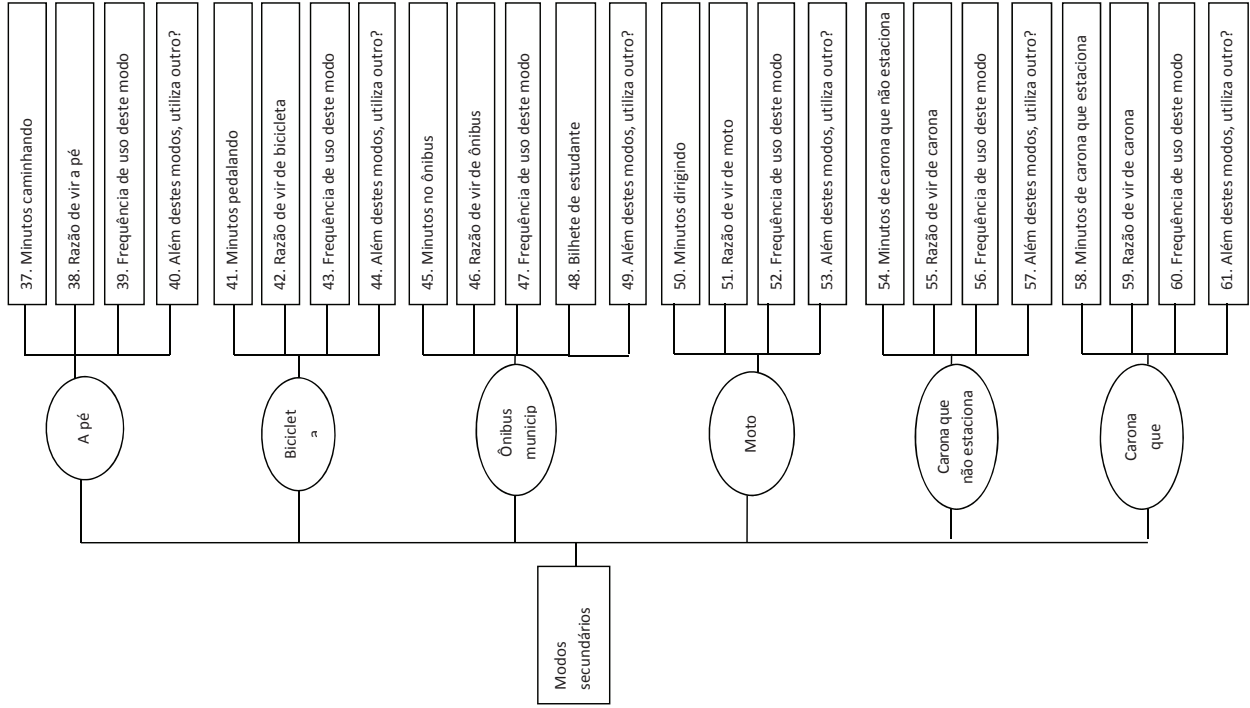 Modos
secundários
A pé
37. Minutos caminhando
38. Razão de vir a pé
39. Frequência de uso deste modo
40. Além destes modos, utiliza outro?
Biciclet
a
41. Minutos pedalando
42. Razão de vir de bicicleta
43. Frequência de uso deste modo
44. Além destes modos, utiliza outro?
Ônibus
municip
45. Minutos no ônibus
46. Razão de vir de ônibus
47. Frequência de uso deste modo
48. Bilhete de estudante
49. Além destes modos, utiliza outro?
Moto
50. Minutos dirigindo
51. Razão de vir de moto
52. Frequência de uso deste modo
53. Além destes modos, utiliza outro?
Carona que
não estaciona
54. Minutos de carona que não estaciona
55. Razão de vir de carona
56. Frequência de uso deste modo
57. Além destes modos, utiliza outro?
Carona
que
58. Minutos de carona que estaciona
59. Razão de vir de carona
60. Frequência de uso deste modo
61. Além destes modos, utiliza outro?